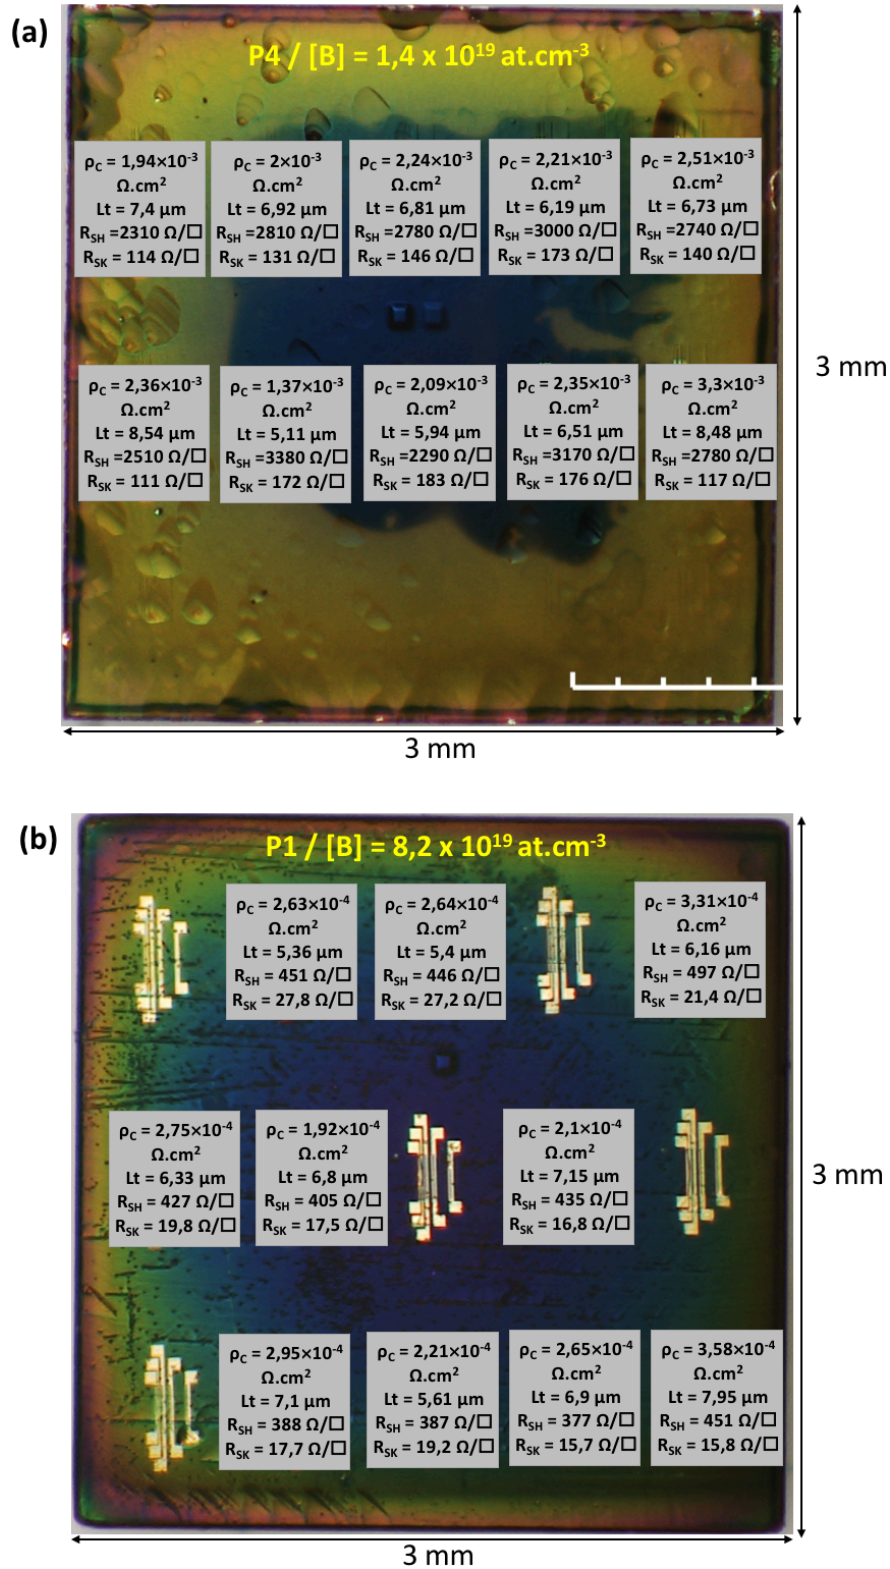 (a)
P4 / [B] = 1,4 x 10¹⁹ at.cm⁻³
ρC = 1,94×10⁻³
Ω.cm²
Lt = 7,4 µm
RSH =2310 Ω/□
RSK = 114 Ω/□
ρC = 2×10⁻³
Ω.cm²
Lt = 6,92 µm
RSH =2810 Ω/□
RSK = 131 Ω/□
ρC = 2,24×10⁻³
Ω.cm²
Lt = 6,81 µm
RSH =2780 Ω/□
RSK = 146 Ω/□
ρC = 2,21×10⁻³
Ω.cm²
Lt = 6,19 µm
RSH = 3000 Ω/□
RSK = 173 Ω/□
ρC = 2,51×10⁻³
Ω.cm²
Lt = 6,73 µm
RSH =2740 Ω/□
RSK = 140 Ω/□
ρC = 2,36×10⁻³
Ω.cm²
Lt = 8,54 µm
RSH =2510 Ω/□
RSK = 111 Ω/□
ρC = 1,37×10⁻³
Ω.cm²
Lt = 5,11 µm
RSH =3380 Ω/□
RSK = 172 Ω/□
ρC = 2,09×10⁻³
Ω.cm²
Lt = 5,94 µm
RSH =2290 Ω/□
RSK = 183 Ω/□
ρC = 2,35×10⁻³
Ω.cm²
Lt = 6,51 µm
RSH =3170 Ω/□
RSK = 176 Ω/□
ρC = 3,3×10⁻³
Ω.cm²
Lt = 8,48 µm
RSH =2780 Ω/□
RSK = 117 Ω/□
3 mm
3 mm
(b)
P1 / [B] = 8,2 x 10¹⁹ at.cm⁻³
ρC = 2,63×10⁻⁴
Ω.cm²
Lt = 5,36 µm
RSH = 451 Ω/□
RSK = 27,8 Ω/□
ρC = 2,64×10⁻⁴
Ω.cm²
Lt = 5,4 µm
RSH = 446 Ω/□
RSK = 27,2 Ω/□
ρC = 3,31×10⁻⁴
Ω.cm²
Lt = 6,16 µm
RSH = 497 Ω/□
RSK = 21,4 Ω/□
ρC = 2,75×10⁻⁴
Ω.cm²
Lt = 6,33 µm
RSH = 427 Ω/□
RSK = 19,8 Ω/□
ρC = 1,92×10⁻⁴
Ω.cm²
Lt = 6,8 µm
RSH = 405 Ω/□
RSK = 17,5 Ω/□
ρC = 2,1×10⁻⁴
Ω.cm²
Lt = 7,15 µm
RSH = 435 Ω/□
RSK = 16,8 Ω/□
3 mm
ρC = 2,95×10⁻⁴
Ω.cm²
Lt = 7,1 µm
RSH = 388 Ω/□
RSK = 17,7 Ω/□
ρC = 2,21×10⁻⁴
Ω.cm²
Lt = 5,61 µm
RSH = 387 Ω/□
RSK = 19,2 Ω/□
ρC = 2,65×10⁻⁴
Ω.cm²
Lt = 6,9 µm
RSH = 377 Ω/□
RSK = 15,7 Ω/□
ρC = 3,58×10⁻⁴
Ω.cm²
Lt = 7,95 µm
RSH = 451 Ω/□
RSK = 15,8 Ω/□
3 mm